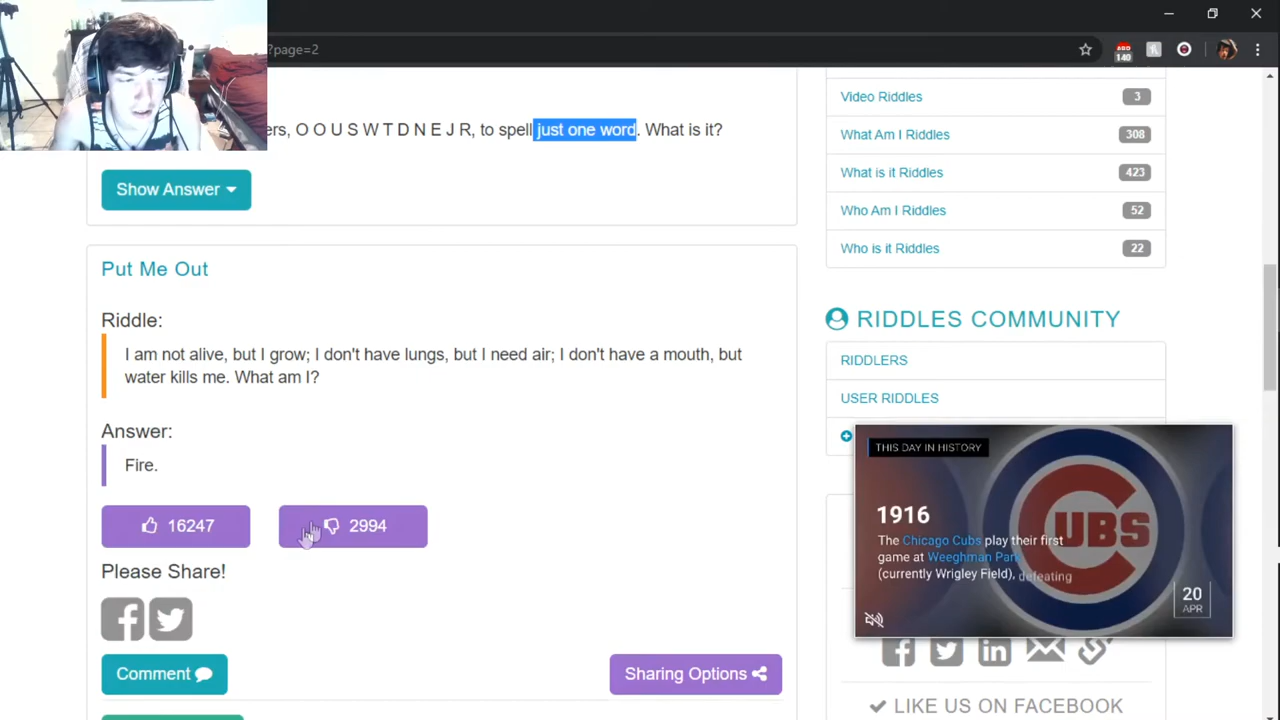 ?page=2
ABO
140
ers, O O U S W T D N E J R, to spell just one word. What is it?
Show Answer
Put Me Out
Riddle:
I am not alive, but I grow; I don't have lungs, but I need air; I don't have a mouth, but
water kills me. What am I?
Answer:
Fire.
16247
2994
Please Share!
Comment
Sharing Options
Video Riddles 3
What Am I Riddles 308
What is it Riddles 423
Who Am I Riddles 52
Who is it Riddles 22
RIDDLES COMMUNITY
RIDDLERS
USER RIDDLES
THIS DAY IN HISTORY
1916
The Chicago Cubs play their first
game at Weeghman Park
(currently Wrigley Field), defeating
UBS
20
APR
LIKE US ON FACEBOOK